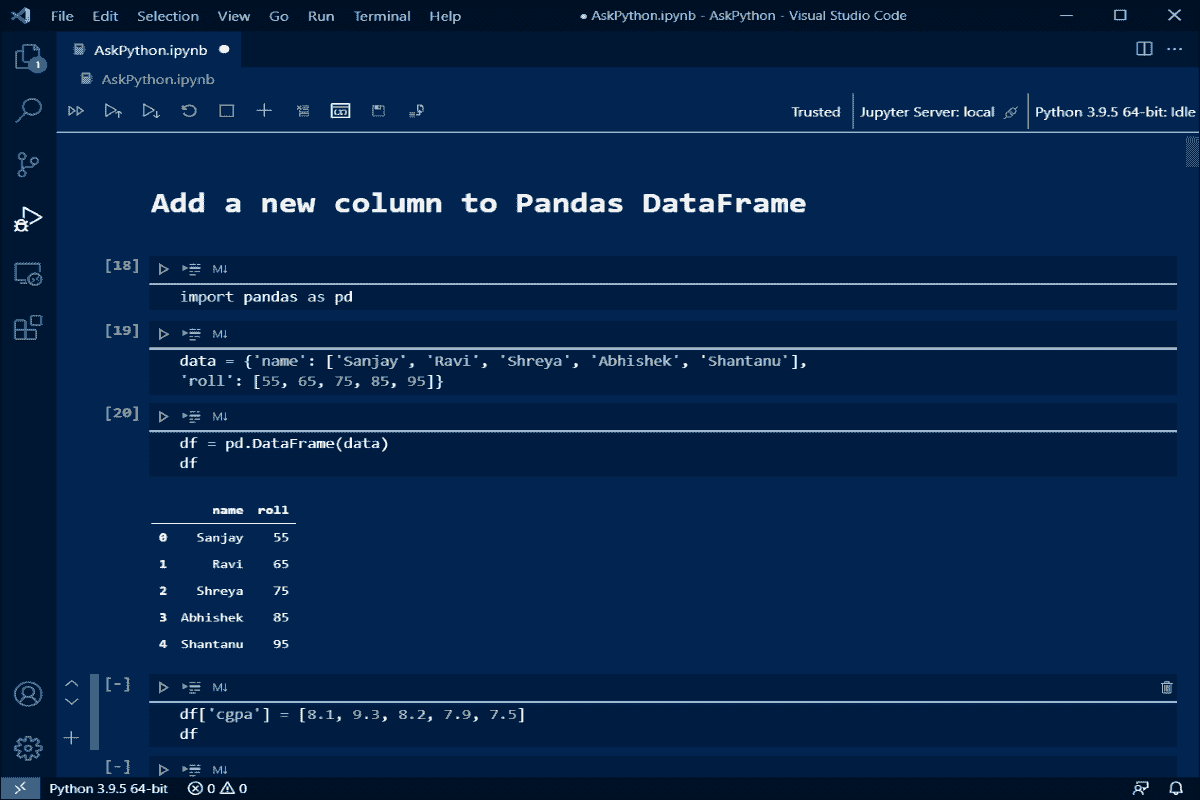 File Edit Selection View Go Run Terminal Help ● AskPython.ipynb - AskPython - Visual Studio Code
AskPython.ipynb ●
1
AskPython.ipynb
Trusted Jupyter Server: local Python 3.9.5 64-bit: Idle
Add a new column to Pandas DataFrame
[18] M↓
import pandas as pd
[19] M↓
data = {'name': ['Sanjay', 'Ravi', 'Shreya', 'Abhishek', 'Shantanu'],
'roll': [55, 65, 75, 85, 95]}
[20] M↓
df = pd.DataFrame(data)
df
name roll
0 Sanjay 55
1 Ravi 65
2 Shreya 75
3 Abhishek 85
4 Shantanu 95
[-] M↓
df['cgpa'] = [8.1, 9.3, 8.2, 7.9, 7.5]
df
[-] M↓
Python 3.9.5 64-bit 0 0